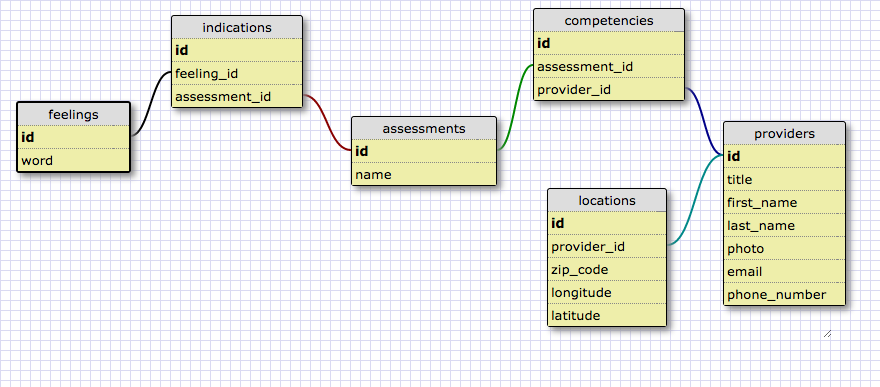 feelings
id
word
indications
id
feeling_id
assessment_id
assessments
id
name
competencies
id
assessment_id
provider_id
locations
id
provider_id
zip_code
longitude
latitude
providers
id
title
first_name
last_name
photo
email
phone_number